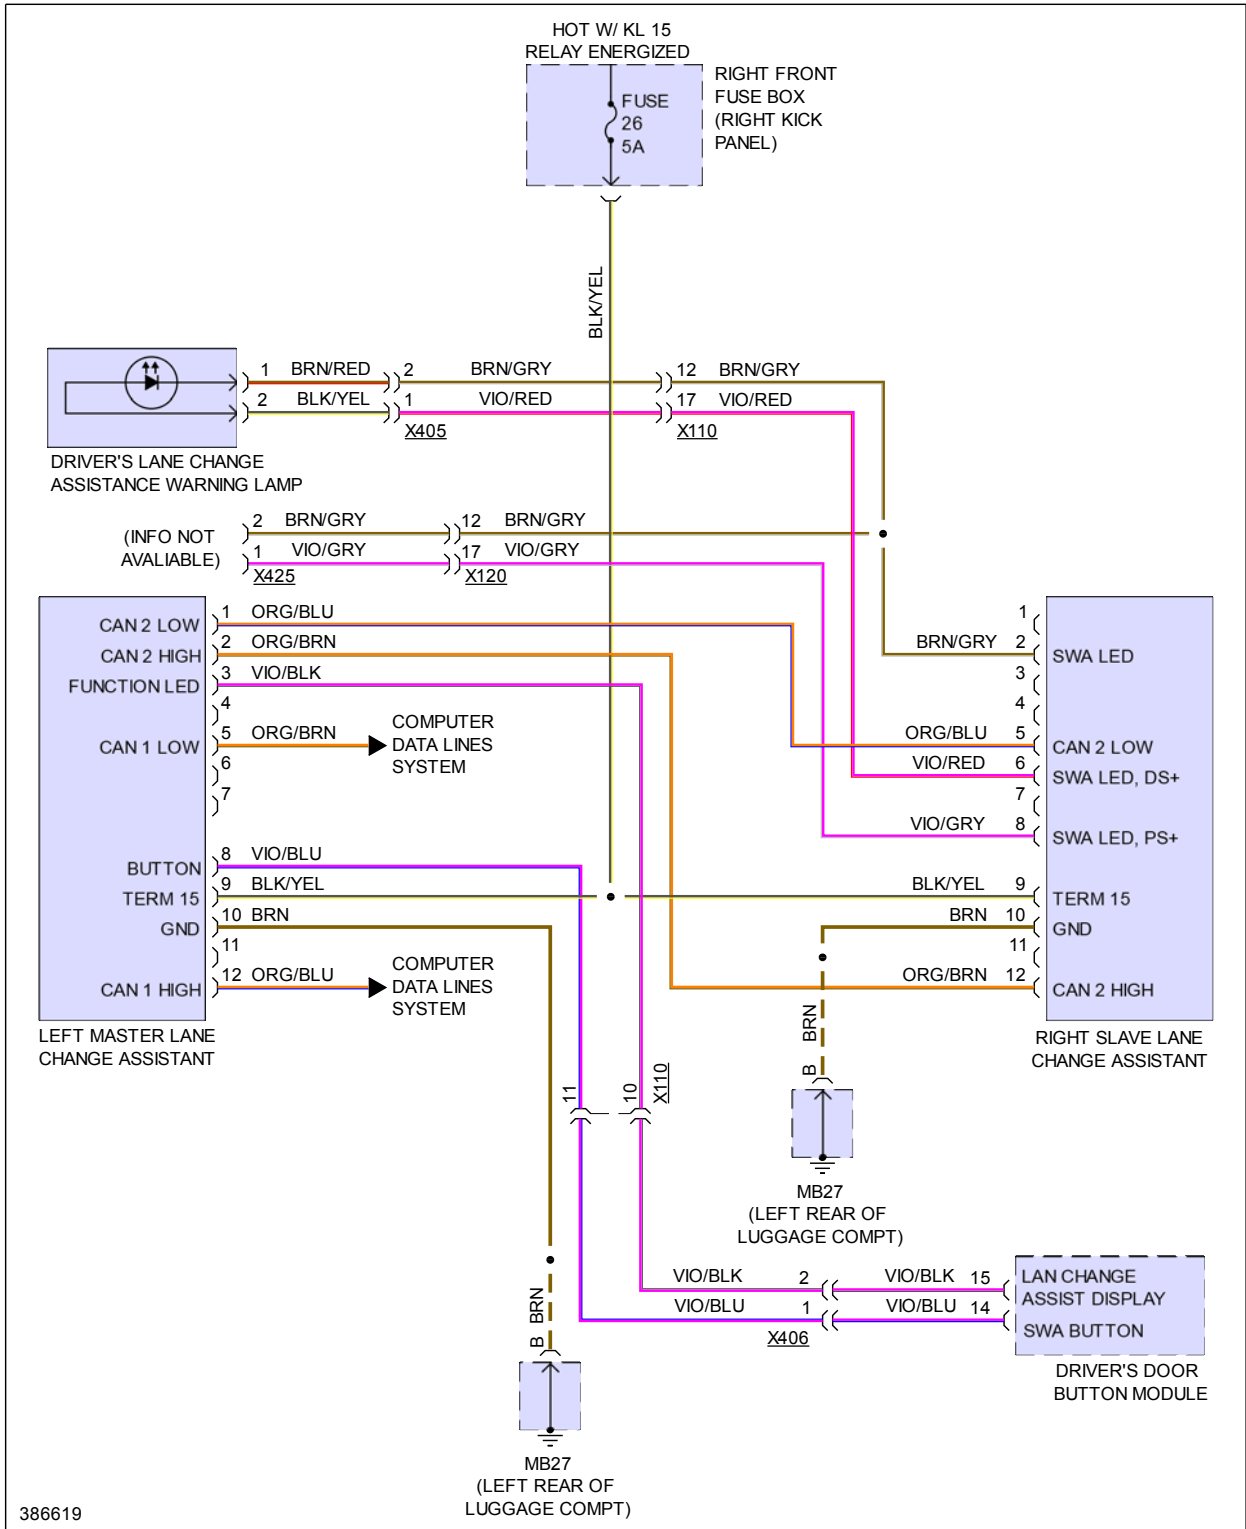 HOT W/ KL 15
RELAY ENERGIZED
FUSE
26
5A
RIGHT FRONT
FUSE BOX
(RIGHT KICK
PANEL)
BLK/YEL
1 BRN/RED 2 BRN/GRY 12 BRN/GRY
2 BLK/YEL 1 VIO/RED 17 VIO/RED
X405 X110
DRIVER'S LANE CHANGE
ASSISTANCE WARNING LAMP
(INFO NOT
AVALIABLE)
2 BRN/GRY 12 BRN/GRY
1 VIO/GRY 17 VIO/GRY
X425 X120
CAN 2 LOW 1 ORG/BLU
CAN 2 HIGH 2 ORG/BRN
FUNCTION LED 3 VIO/BLK
4
CAN 1 LOW 5 ORG/BRN
COMPUTER
DATA LINES
SYSTEM
6
7
BUTTON 8 VIO/BLU
TERM 15 9 BLK/YEL
GND 10 BRN
11
CAN 1 HIGH 12 ORG/BLU
COMPUTER
DATA LINES
SYSTEM
LEFT MASTER LANE
CHANGE ASSISTANT
1
BRN/GRY 2 SWA LED
3
4
ORG/BLU 5 CAN 2 LOW
VIO/RED 6 SWA LED, DS+
7
VIO/GRY 8 SWA LED, PS+
BLK/YEL 9 TERM 15
BRN 10 GND
11
ORG/BRN 12 CAN 2 HIGH
RIGHT SLAVE LANE
CHANGE ASSISTANT
11 10 X110
B BRN
MB27
(LEFT REAR OF
LUGGAGE COMPT)
VIO/BLK 2 VIO/BLK 15 LAN CHANGE
ASSIST DISPLAY
VIO/BLU 1 VIO/BLU 14 SWA BUTTON
X406
DRIVER'S DOOR
BUTTON MODULE
B BRN
MB27
(LEFT REAR OF
LUGGAGE COMPT)
386619